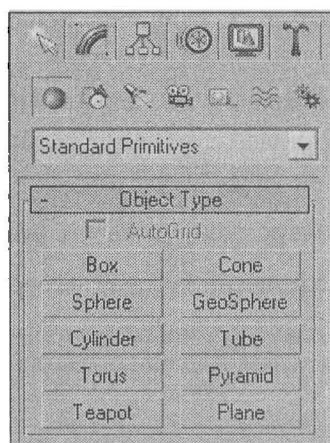 Standard Primitives
- Object Type
AutoGrid
Box Cone
Sphere GeoSphere
Cylinder Tube
Torus Pyramid
Teapot Plane